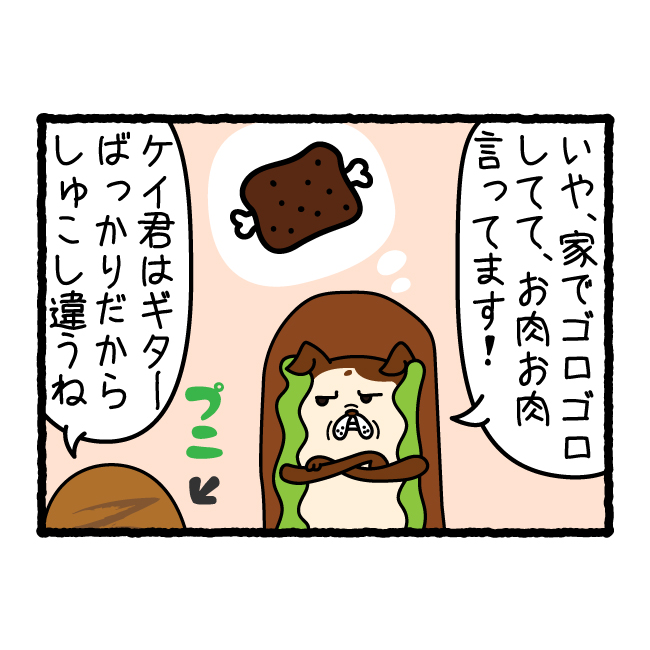 いや、家でゴロゴロ
してて、お肉お肉
言ってます!
ケイ君はギター
ばっかりだから
しゅこし違うね
プニ